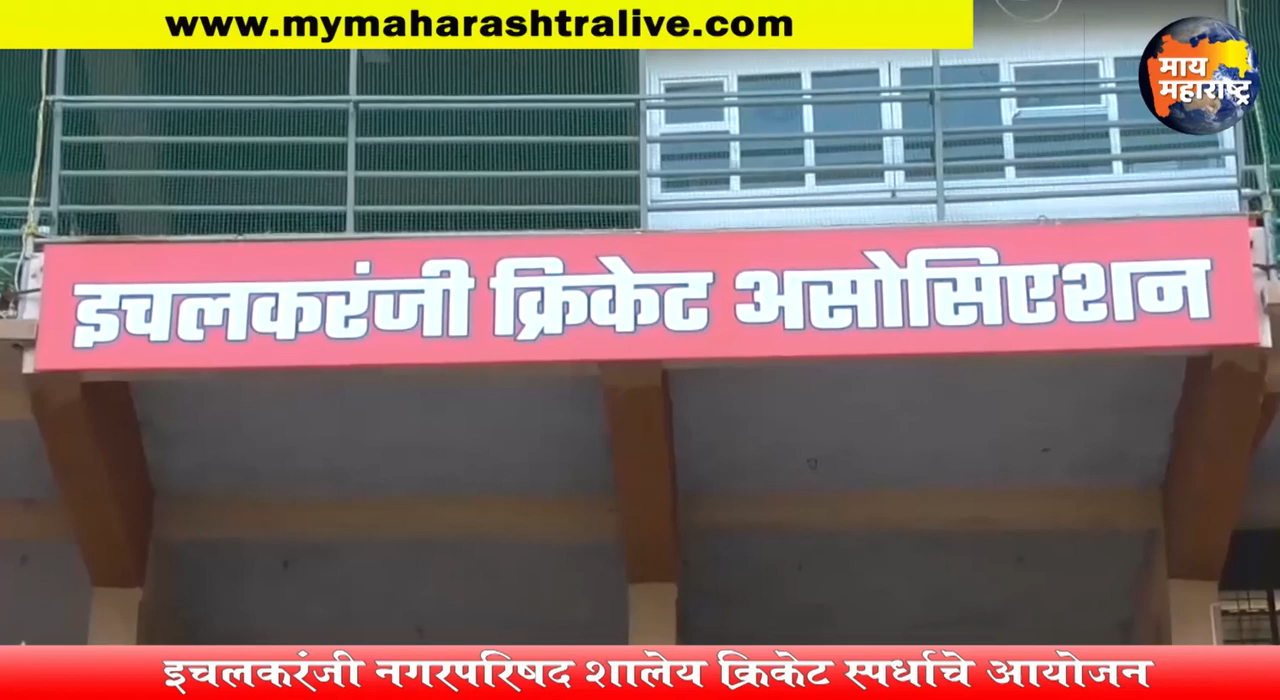 www.mymaharashtralive.com
माय
महाराष्ट्र
इचलकरंजी क्रिकेट असोसिएशन
इचलकरंजी नगरपरिषद शालेय क्रिकेट स्पर्धाचे आयोजन